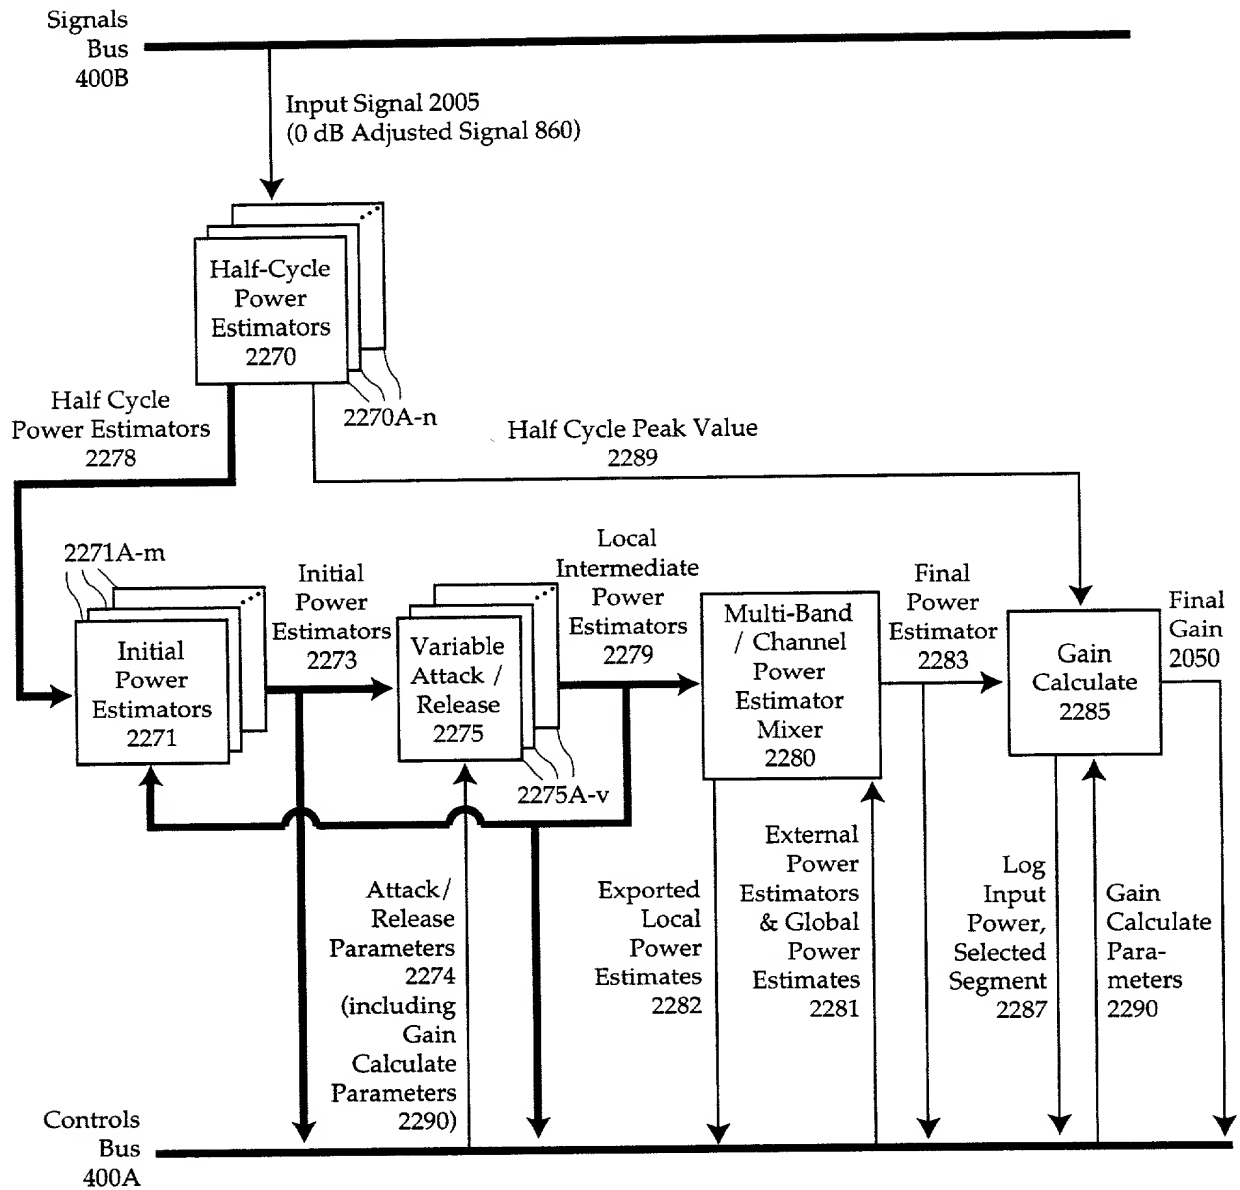 Signals
Bus
400B
Input Signal 2005
(0 dB Adjusted Signal 860)
Half-Cycle
Power
Estimators
2270
2270A-n
Half Cycle
Power Estimators
2278
Half Cycle Peak Value
2289
2271A-m
Initial
Power
Estimators
2271
Initial
Power
Estimators
2273
Variable
Attack /
Release
2275
2275A-v
Local
Intermediate
Power
Estimators
2279
Multi-Band
/ Channel
Power
Estimator
Mixer
2280
Final
Power
Estimator
2283
Gain
Calculate
2285
Final
Gain
2050
Attack/
Release
Parameters
2274
(including
Gain
Calculate
Parameters
2290)
Exported
Local
Power
Estimates
2282
External
Power
Estimators
& Global
Power
Estimates
2281
Log
Input
Power,
Selected
Segment
2287
Gain
Calculate
Para-
meters
2290
Controls
Bus
400A